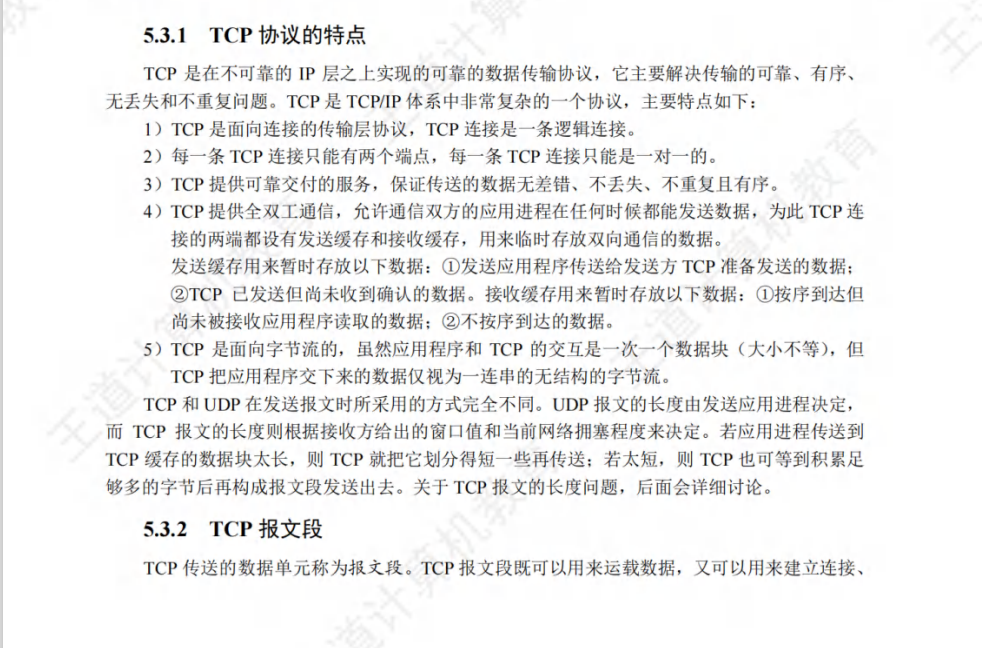 5.3.1 TCP 协议的特点
TCP 是在不可靠的 IP 层之上实现的可靠的数据传输协议，它主要解决传输的可靠、有序、
无丢失和不重复问题。TCP 是 TCP/IP 体系中非常复杂的一个协议，主要特点如下：
1）TCP 是面向连接的传输层协议，TCP 连接是一条逻辑连接。
2）每一条 TCP 连接只能有两个端点，每一条 TCP 连接只能是一对一的。
3）TCP 提供可靠交付的服务，保证传送的数据无差错、不丢失、不重复且有序。
4）TCP 提供全双工通信，允许通信双方的应用进程在任何时候都能发送数据，为此 TCP 连
接的两端都设有发送缓存和接收缓存，用来临时存放双向通信的数据。
发送缓存用来暂时存放以下数据：①发送应用程序传送给发送方 TCP 准备发送的数据；
②TCP 已发送但尚未收到确认的数据。接收缓存用来暂时存放以下数据：①按序到达但
尚未被接收应用程序读取的数据；②不按序到达的数据。
5）TCP 是面向字节流的，虽然应用程序和 TCP 的交互是一次一个数据块（大小不等），但
TCP 把应用程序交下来的数据仅视为一连串的无结构的字节流。
TCP 和 UDP 在发送报文时所采用的方式完全不同。UDP 报文的长度由发送应用进程决定，
而 TCP 报文的长度则根据接收方给出的窗口值和当前网络拥塞程度来决定。若应用进程传送到
TCP 缓存的数据块太长，则 TCP 就把它划分得短一些再传送；若太短，则 TCP 也可等到积累足
够多的字节后再构成报文段发送出去。关于 TCP 报文的长度问题，后面会详细讨论。
5.3.2 TCP 报文段
TCP 传送的数据单元称为报文段。TCP 报文段既可以用来运载数据，又可以用来建立连接、
王道计算机教育
王道计算机教育